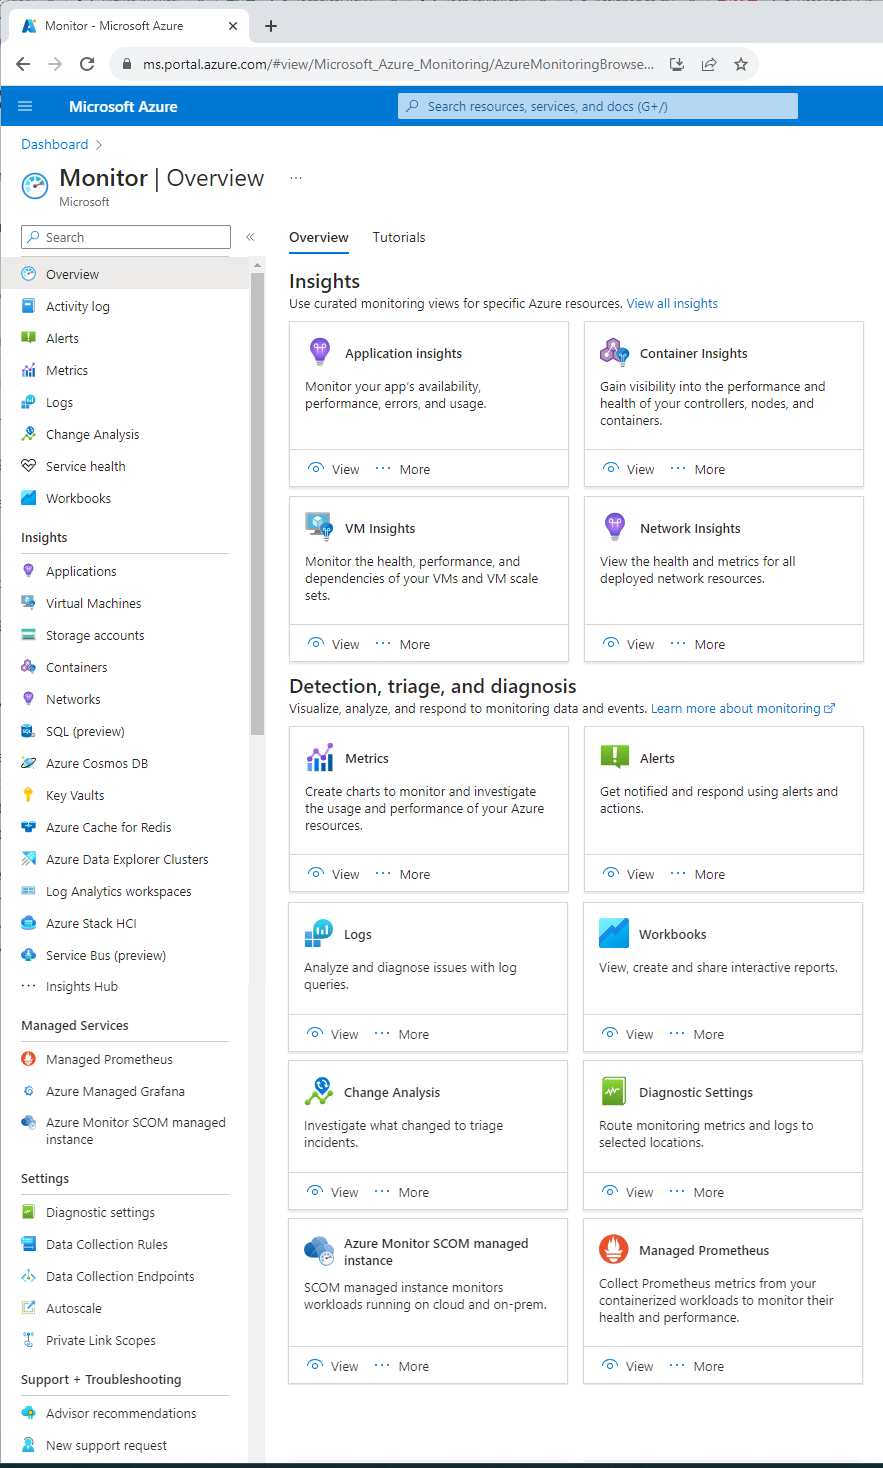 Monitor - Microsoft Azure
ms.portal.azure.com/#view/Microsoft_Azure_Monitoring/AzureMonitoringBrowse...
Microsoft Azure
Search resources, services, and docs (G+/)
Dashboard
Monitor | Overview
...
Microsoft
Search
Overview
Activity log
Alerts
Metrics
Logs
Change Analysis
Service health
Workbooks
Insights
Applications
Virtual Machines
Storage accounts
Containers
Networks
SQL (preview)
Azure Cosmos DB
Key Vaults
Azure Cache for Redis
Azure Data Explorer Clusters
Log Analytics workspaces
Azure Stack HCI
Service Bus (preview)
Insights Hub
Managed Services
Managed Prometheus
Azure Managed Grafana
Azure Monitor SCOM managed
instance
Settings
Diagnostic settings
Data Collection Rules
Data Collection Endpoints
Autoscale
Private Link Scopes
Support + Troubleshooting
Advisor recommendations
New support request
Overview Tutorials
Insights
Use curated monitoring views for specific Azure resources. View all insights
Application insights
Monitor your app's availability,
performance, errors, and usage.
View ... More
Container Insights
Gain visibility into the performance and
health of your controllers, nodes, and
containers.
View ... More
VM Insights
Monitor the health, performance, and
dependencies of your VMs and VM scale
sets.
View ... More
Network Insights
View the health and metrics for all
deployed network resources.
View ... More
Detection, triage, and diagnosis
Visualize, analyze, and respond to monitoring data and events. Learn more about monitoring
Metrics
Create charts to monitor and investigate
the usage and performance of your Azure
resources.
View ... More
Alerts
Get notified and respond using alerts and
actions.
View ... More
Logs
Analyze and diagnose issues with log
queries.
View ... More
Workbooks
View, create and share interactive reports.
View ... More
Change Analysis
Investigate what changed to triage
incidents.
View ... More
Diagnostic Settings
Route monitoring metrics and logs to
selected locations.
View ... More
Azure Monitor SCOM managed
instance
SCOM managed instance monitors
workloads running on cloud and on-prem.
View ... More
Managed Prometheus
Collect Prometheus metrics from your
containerized workloads to monitor their
health and performance.
View ... More